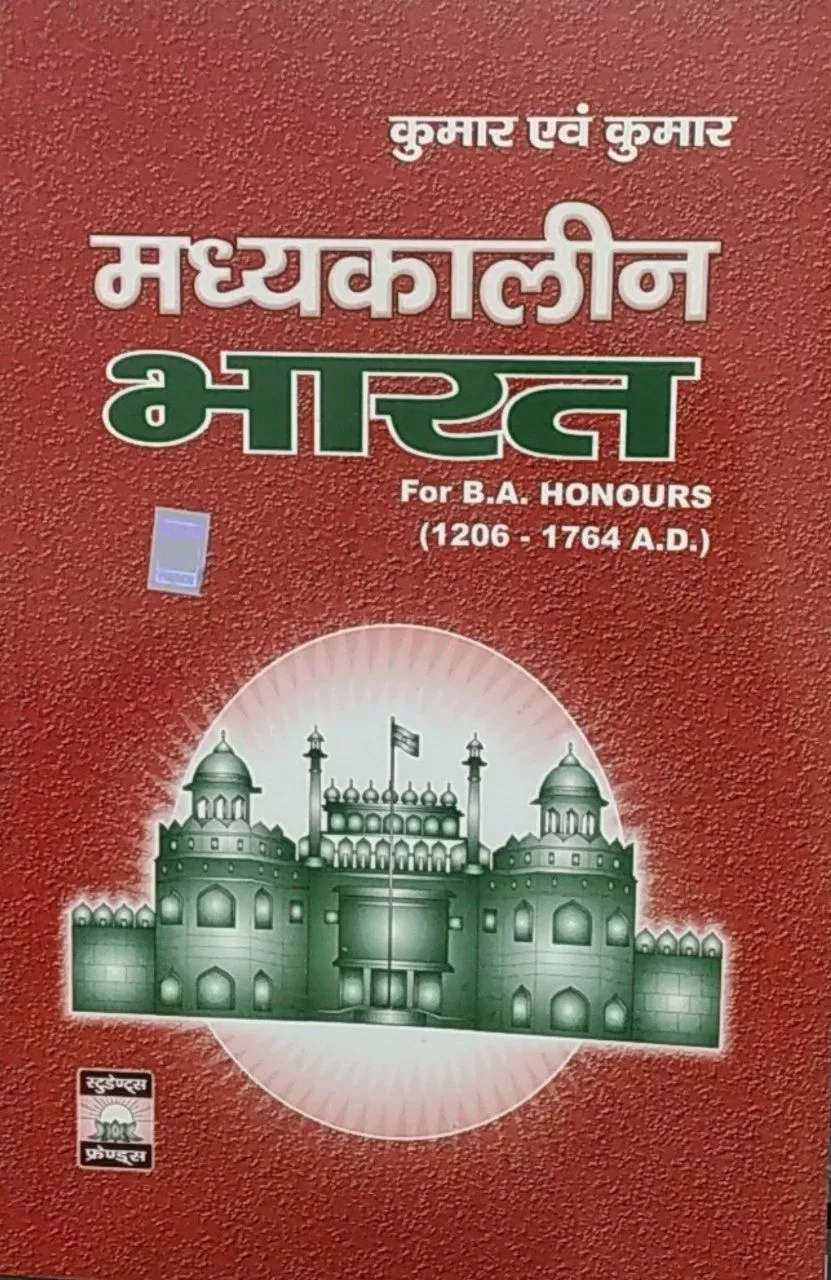 कुमार एवं कुमार
मध्यकालीन
भारत
For B.A. HONOURS
(1206 - 1764 A.D.)
स्टुडेण्ट्स
फ्रेण्ड्स